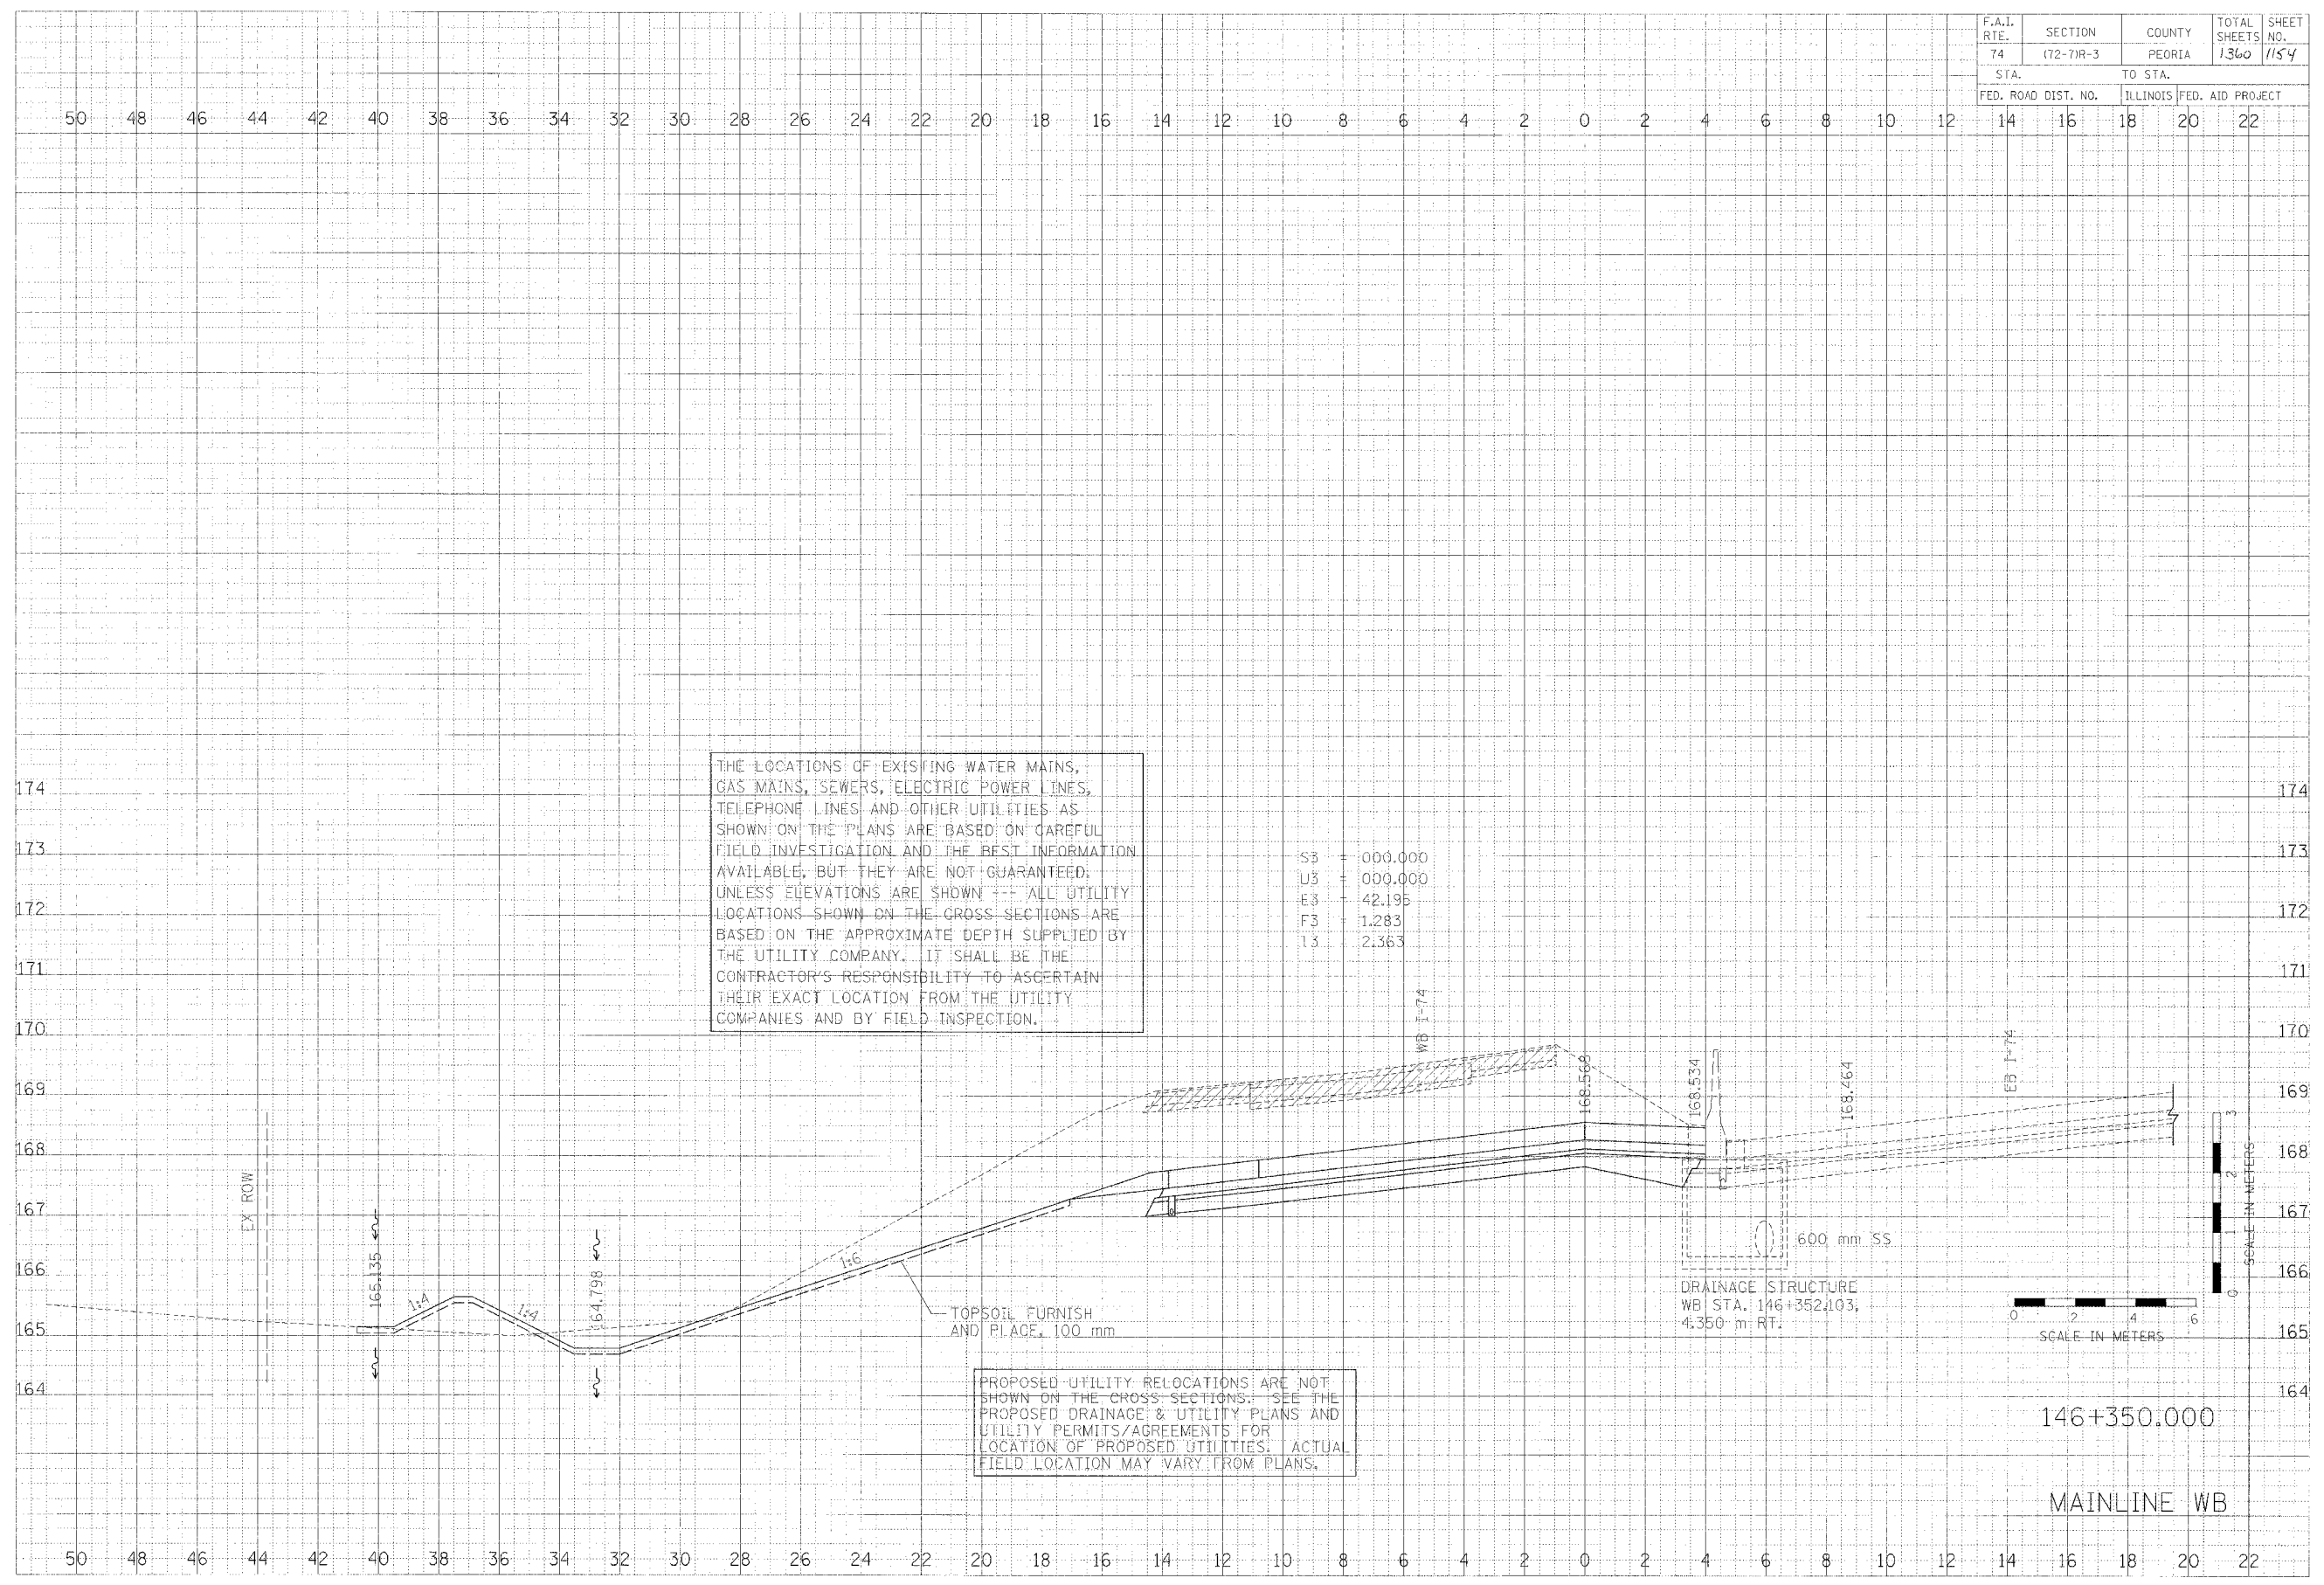 F.A.I. RTE. SECTION COUNTY TOTAL SHEETS SHEET NO.
74 (72-7)R-3 PEORIA 1360 1154
STA. TO STA.
FED. ROAD DIST. NO. ILLINOIS FED. AID PROJECT
50 48 46 44 42 40 38 36 34 32 30 28 26 24 22 20 18 16 14 12 10 8 6 4 2 0 2 4 6 8 10 12 14 16 18 20 22
THE LOCATIONS OF EXISTING WATER MAINS,
GAS MAINS, SEWERS, ELECTRIC POWER LINES,
TELEPHONE LINES AND OTHER UTILITIES AS
SHOWN ON THE PLANS ARE BASED ON CAREFUL
FIELD INVESTIGATION AND THE BEST INFORMATION
AVAILABLE, BUT THEY ARE NOT GUARANTEED.
UNLESS ELEVATIONS ARE SHOWN --- ALL UTILITY
LOCATIONS SHOWN ON THE CROSS SECTIONS ARE
BASED ON THE APPROXIMATE DEPTH SUPPLIED BY
THE UTILITY COMPANY. IT SHALL BE THE
CONTRACTOR'S RESPONSIBILITY TO ASCERTAIN
THEIR EXACT LOCATION FROM THE UTILITY
COMPANIES AND BY FIELD INSPECTION.
S3 = 000.000
U3 = 000.000
E3 = 42.195
F3 = 1.283
2.363
174 174
173 173
172 172
171 171
170 170
169 169
168 168
167 167
166 166
165 165
164 164
WB I-74
EB I-74
168.568
168.534
168.464
EX ROW
165.135
164.798
1:4
1:4
1:6
TOPSOIL FURNISH
AND PLACE, 100 mm
600 mm SS
DRAINAGE STRUCTURE
WB STA. 146+352.103,
4.350 m RT.
0 1 2 3
SCALE IN METERS
0 2 4 6
SCALE IN METERS
PROPOSED UTILITY RELOCATIONS ARE NOT
SHOWN ON THE CROSS SECTIONS. SEE THE
PROPOSED DRAINAGE & UTILITY PLANS AND
UTILITY PERMITS/AGREEMENTS FOR
LOCATION OF PROPOSED UTILITIES. ACTUAL
FIELD LOCATION MAY VARY FROM PLANS.
146+350.000
MAINLINE WB
50 48 46 44 42 40 38 36 34 32 30 28 26 24 22 20 18 16 14 12 10 8 6 4 2 0 2 4 6 8 10 12 14 16 18 20 22